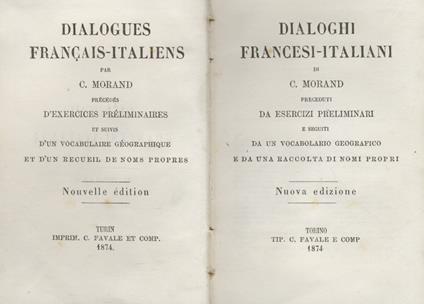 DIALOGUES
FRANÇAIS-ITALIENS
PAR
C. MORAND
PRÉCÉDÉS
D'EXERCICES PRÉLIMINAIRES
ET SUIVIS
D'UN VOCABULAIRE GÉOGRAPHIQUE
ET D'UN RECUEIL DE NOMS PROPRES
Nouvelle édition
TURIN
IMPRIM. C. FAVALE ET COMP.
1874.
DIALOGHI
FRANCESI-ITALIANI
DI
C. MORAND
PRECEDUTI
DA ESERCIZI PRELIMINARI
E SEGUITI
DA UN VOCABOLARIO GEOGRAFICO
E DA UNA RACCOLTA DI NOMI PROPRI
Nuova edizione
TORINO
TIP. C. FAVALE E COMP
1874